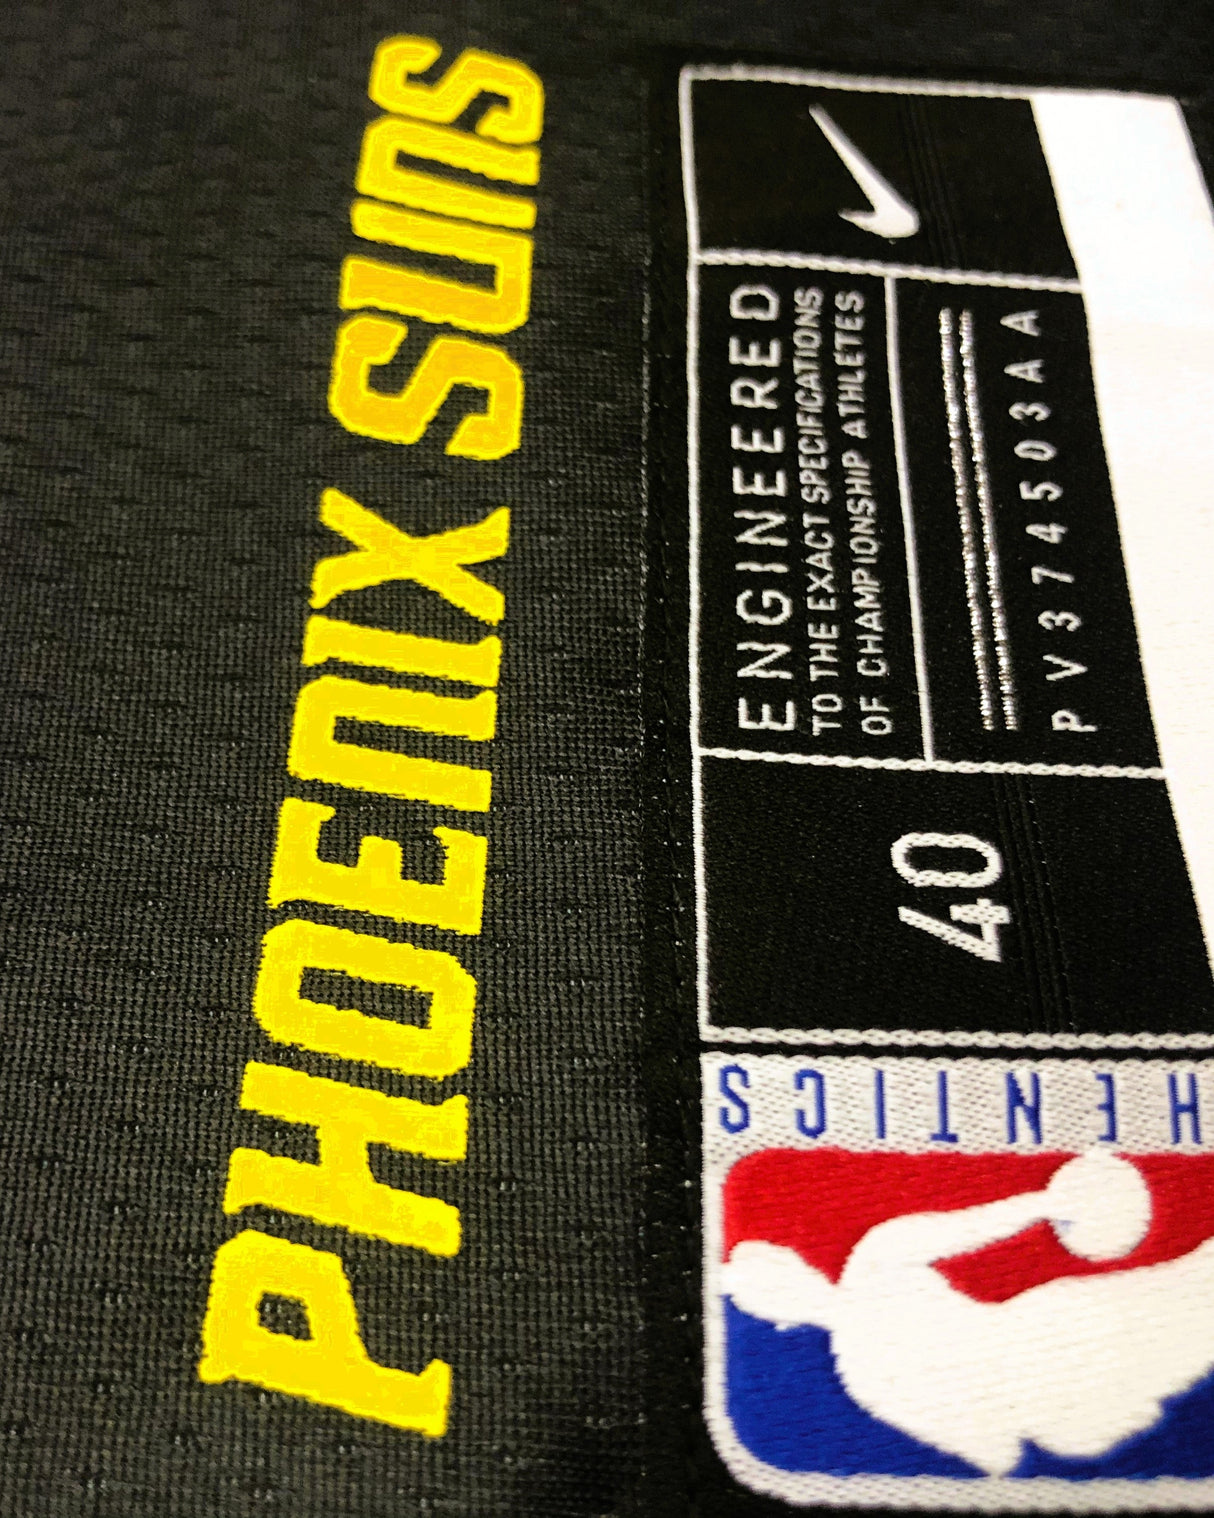 PHOENIX SUNS
ENGINEERED
TO THE EXACT SPECIFICATIONS
OF CHAMPIONSHIP ATHLETES
PV374503AA
40
HENTICS